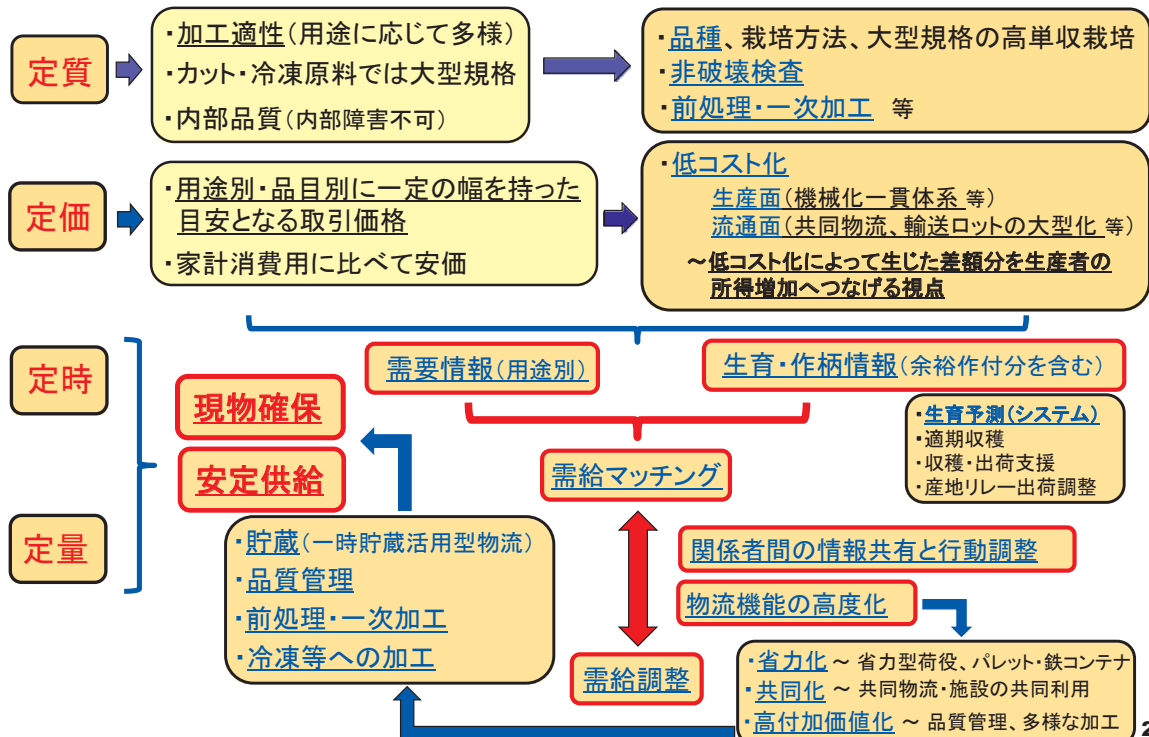 定質
・加工適性(用途に応じて多様)
・カット・冷凍原料では大型規格
・内部品質(内部障害不可)
・品種、栽培方法、大型規格の高単収栽培
・非破壊検査
・前処理・一次加工 等
定価
・用途別・品目別に一定の幅を持った
目安となる取引価格
・家計消費用に比べて安価
・低コスト化
生産面(機械化一貫体系 等)
流通面(共同物流、輸送ロットの大型化 等)
～低コスト化によって生じた差額分を生産者の
所得増加へつなげる視点
定時
定量
現物確保
安定供給
需要情報(用途別)
生育・作柄情報(余裕作付分を含む)
・生育予測(システム)
・適期収穫
・収穫・出荷支援
・産地リレー出荷調整
需給マッチング
・貯蔵(一時貯蔵活用型物流)
・品質管理
・前処理・一次加工
・冷凍等への加工
関係者間の情報共有と行動調整
物流機能の高度化
需給調整
・省力化 ～ 省力型荷役、パレット・鉄コンテナ
・共同化 ～ 共同物流・施設の共同利用
・高付加価値化 ～ 品質管理、多様な加工
2